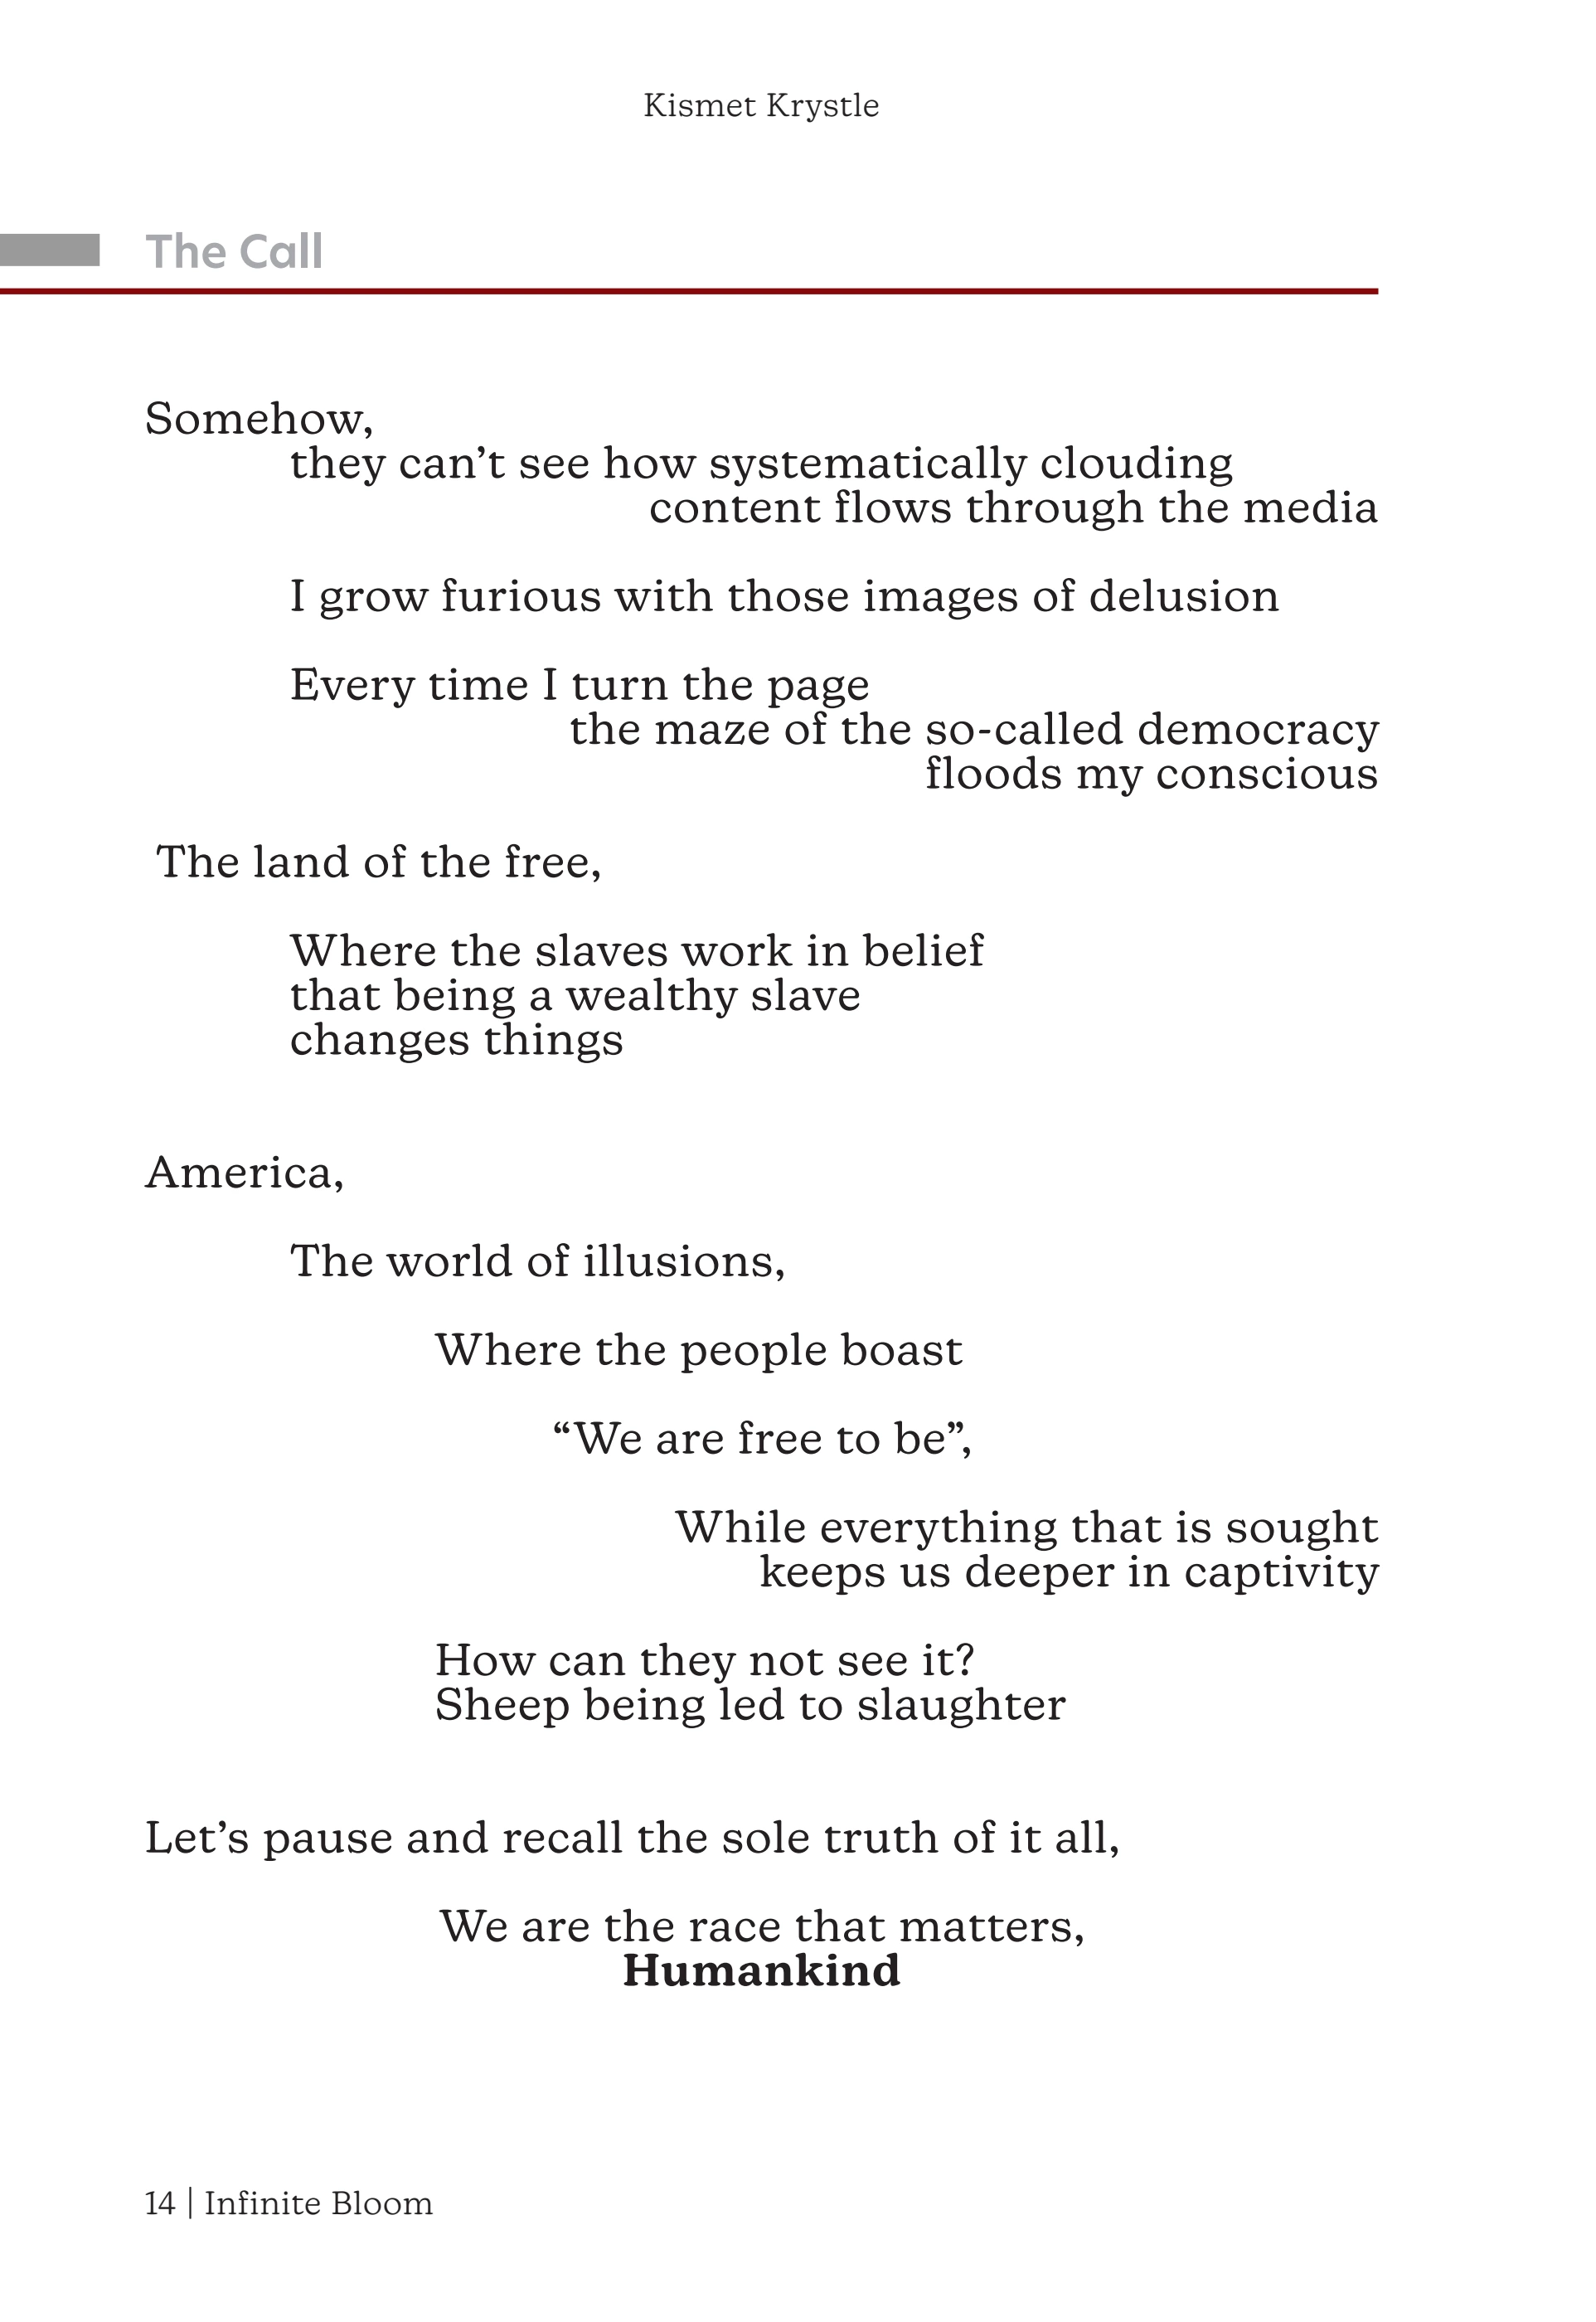 Kismet Krystle
The Call
Somehow,
they can’t see how systematically clouding
content flows through the media
I grow furious with those images of delusion
Every time I turn the page
the maze of the so-called democracy
floods my conscious
The land of the free,
Where the slaves work in belief
that being a wealthy slave
changes things
America,
The world of illusions,
Where the people boast
“We are free to be”,
While everything that is sought
keeps us deeper in captivity
How can they not see it?
Sheep being led to slaughter
Let’s pause and recall the sole truth of it all,
We are the race that matters,
Humankind
14 | Infinite Bloom